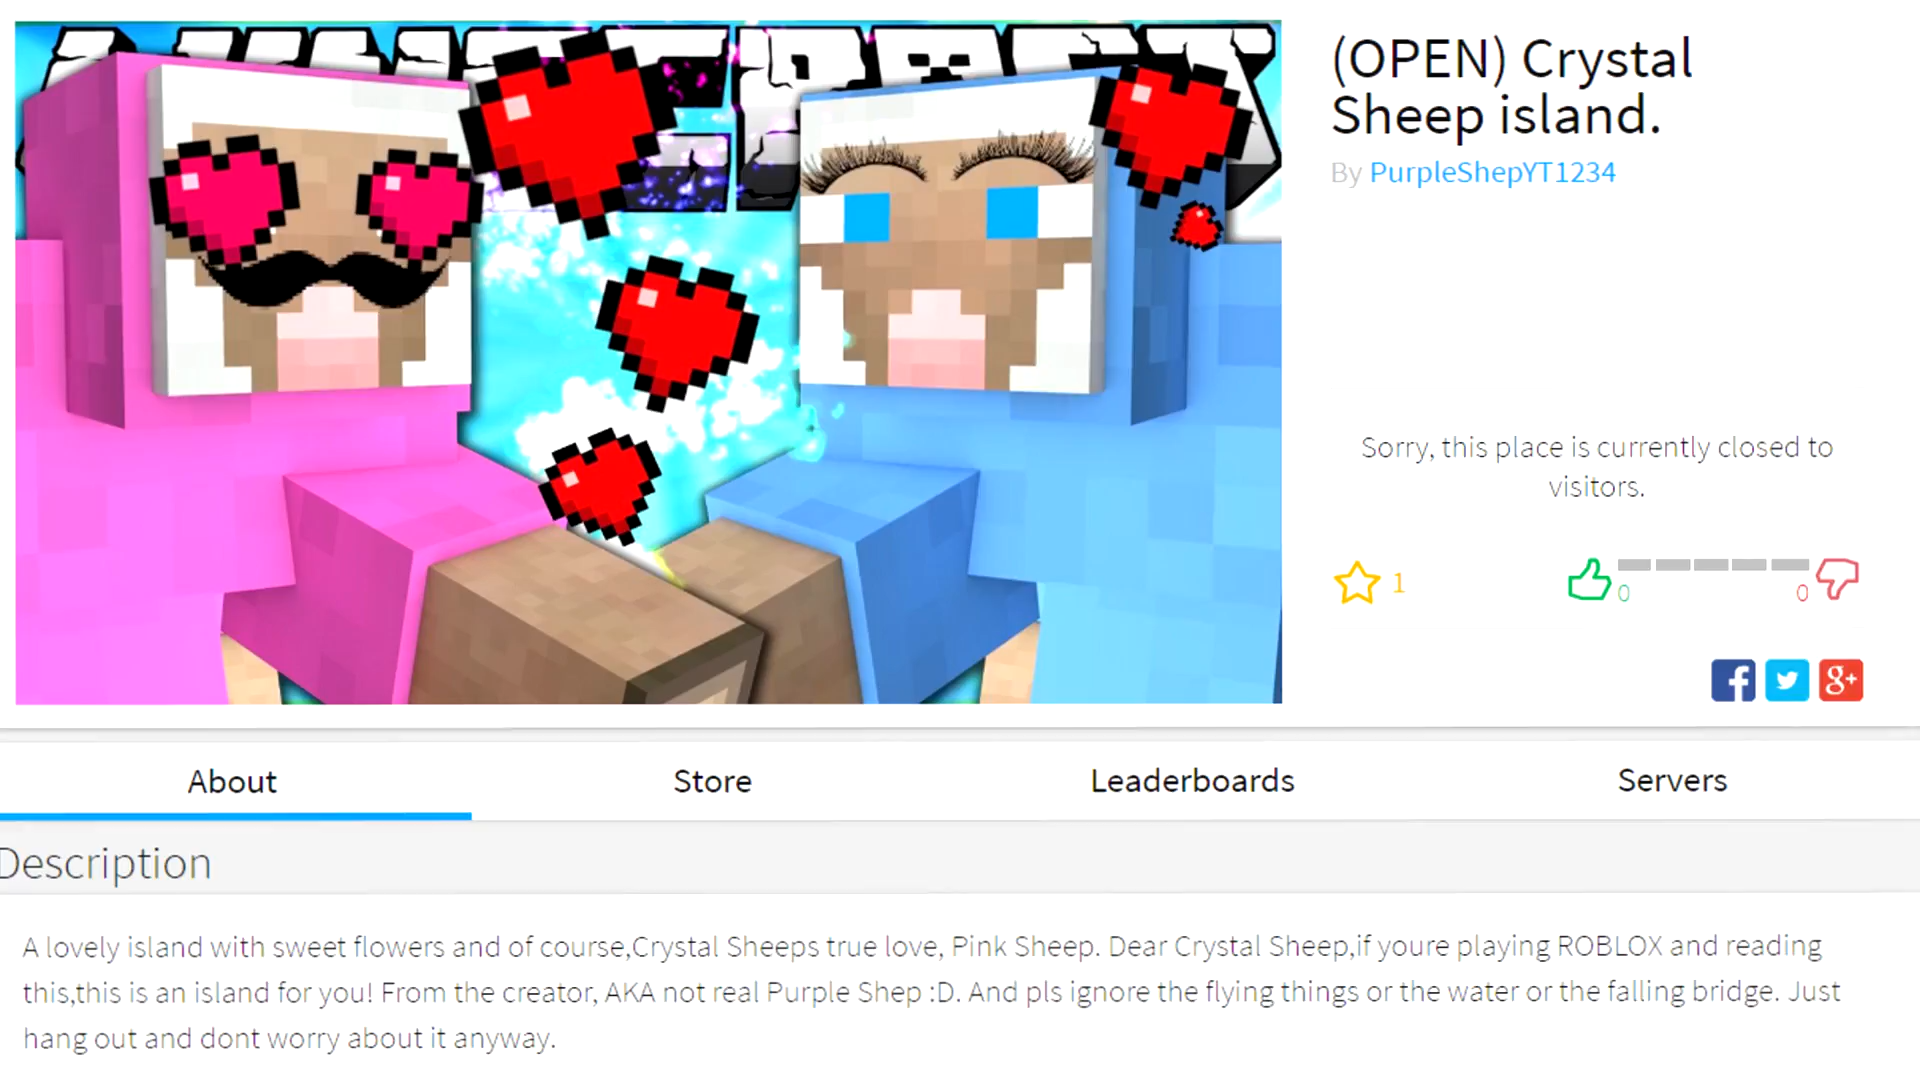 (OPEN) Crystal
Sheep island.
By PurpleShepYT1234
Sorry, this place is currently closed to
visitors.
1
0
0
About
Store
Leaderboards
Servers
Description
A lovely island with sweet flowers and of course,Crystal Sheeps true love, Pink Sheep. Dear Crystal Sheep,if youre playing ROBLOX and reading
this,this is an island for you! From the creator, AKA not real Purple Shep :D. And pls ignore the flying things or the water or the falling bridge. Just
hang out and dont worry about it anyway.